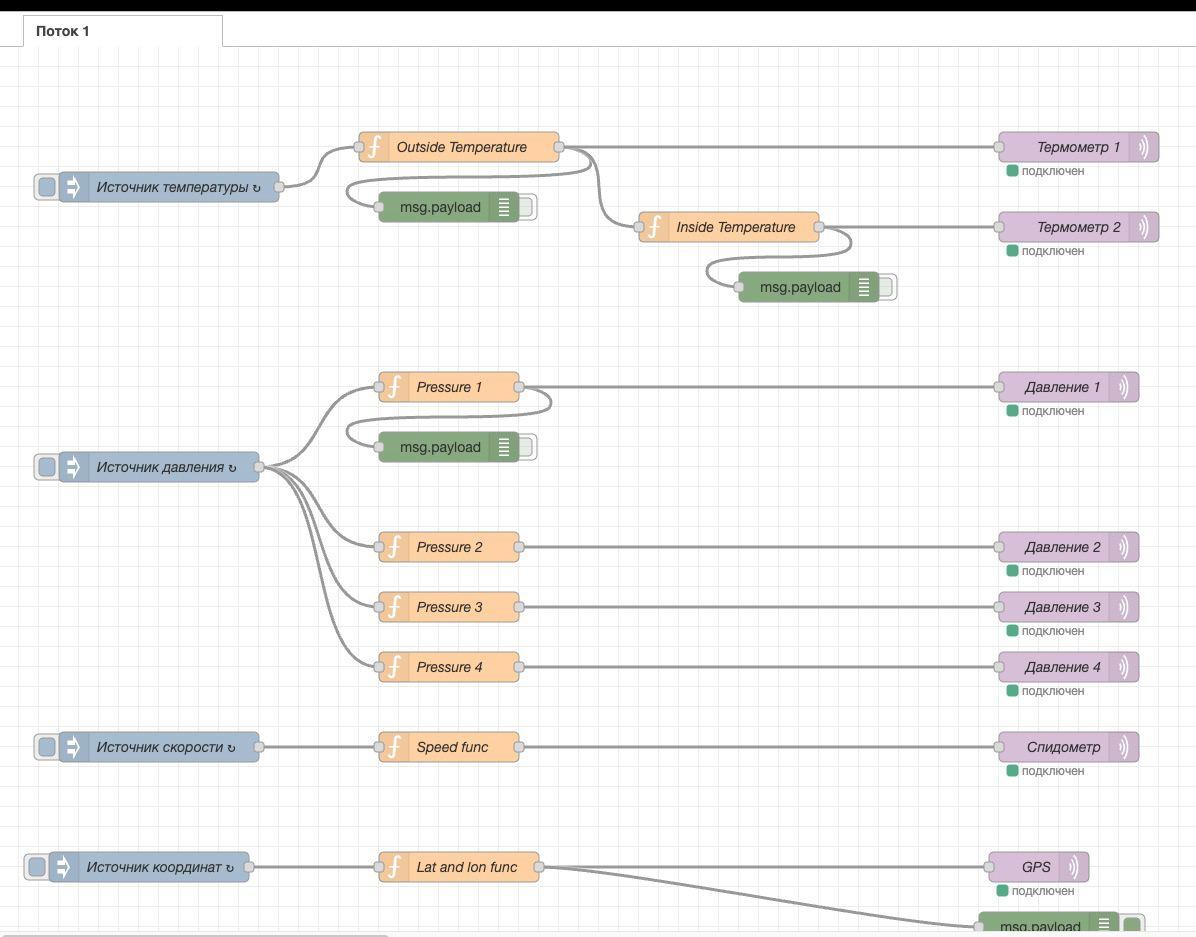 Поток 1
Outside Temperature
Термометр 1
подключен
Источник температуры ↻
msg.payload
Inside Temperature
Термометр 2
подключен
msg.payload
Pressure 1
Давление 1
подключен
msg.payload
Источник давления ↻
Pressure 2
Давление 2
подключен
Pressure 3
Давление 3
подключен
Pressure 4
Давление 4
подключен
Источник скорости ↻
Speed func
Спидометр
подключен
Источник координат ↻
Lat and lon func
GPS
подключен
msg.payload